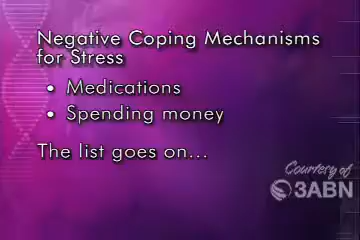 Negative Coping Mechanisms
for Stress
• Medications
• Spending money
The list goes on...
Courtesy of
3ABN